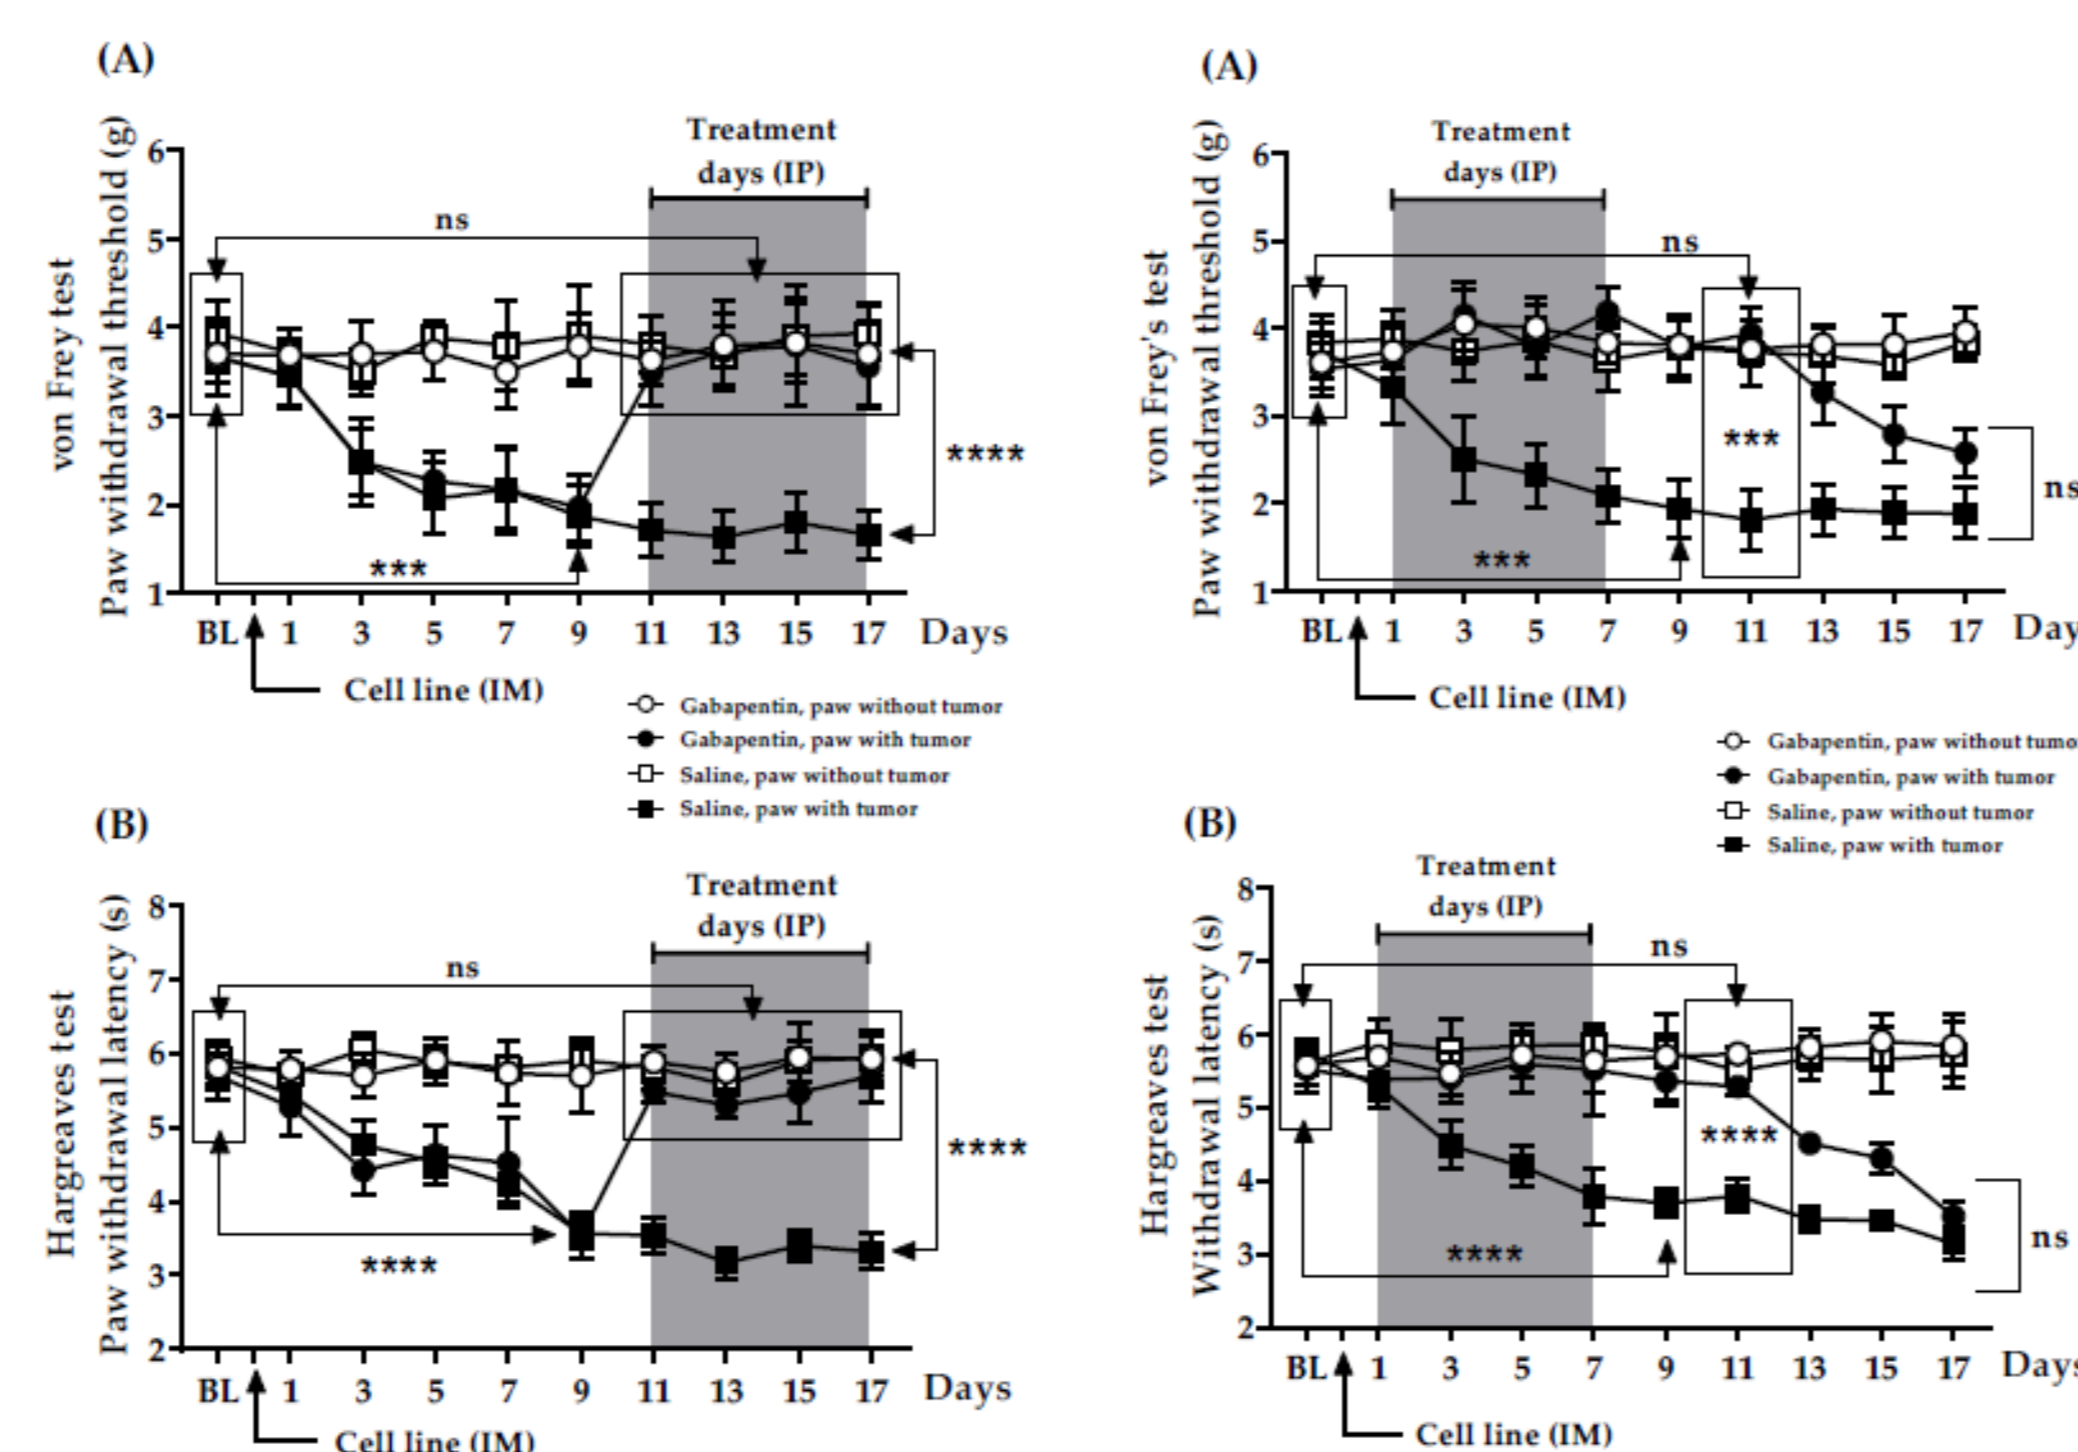 (A)
von Frey test
Paw withdrawal threshold (g)
Treatment
days (IP)
6
5
4
3
2
1
ns
****
***
BL 1 3 5 7 9 11 13 15 17 Days
Cell line (IM)
Gabapentin, paw without tumor
Gabapentin, paw with tumor
Saline, paw without tumor
Saline, paw with tumor
(B)
Hargreaves test
Paw withdrawal latency (s)
Treatment
days (IP)
8
7
6
5
4
3
2
ns
****
****
BL 1 3 5 7 9 11 13 15 17 Days
Cell line (IM)
(A)
von Frey's test
Paw withdrawal threshold (g)
Treatment
days (IP)
6
5
4
3
2
1
ns
***
ns
***
BL 1 3 5 7 9 11 13 15 17 Day
Cell line (IM)
Gabapentin, paw without tumo
Gabapentin, paw with tumor
Saline, paw without tumor
Saline, paw with tumor
(B)
Hargreaves test
Withdrawal latency (s)
Treatment
days (IP)
8
7
6
5
4
3
2
ns
****
ns
****
BL 1 3 5 7 9 11 13 15 17 Days
Cell line (IM)